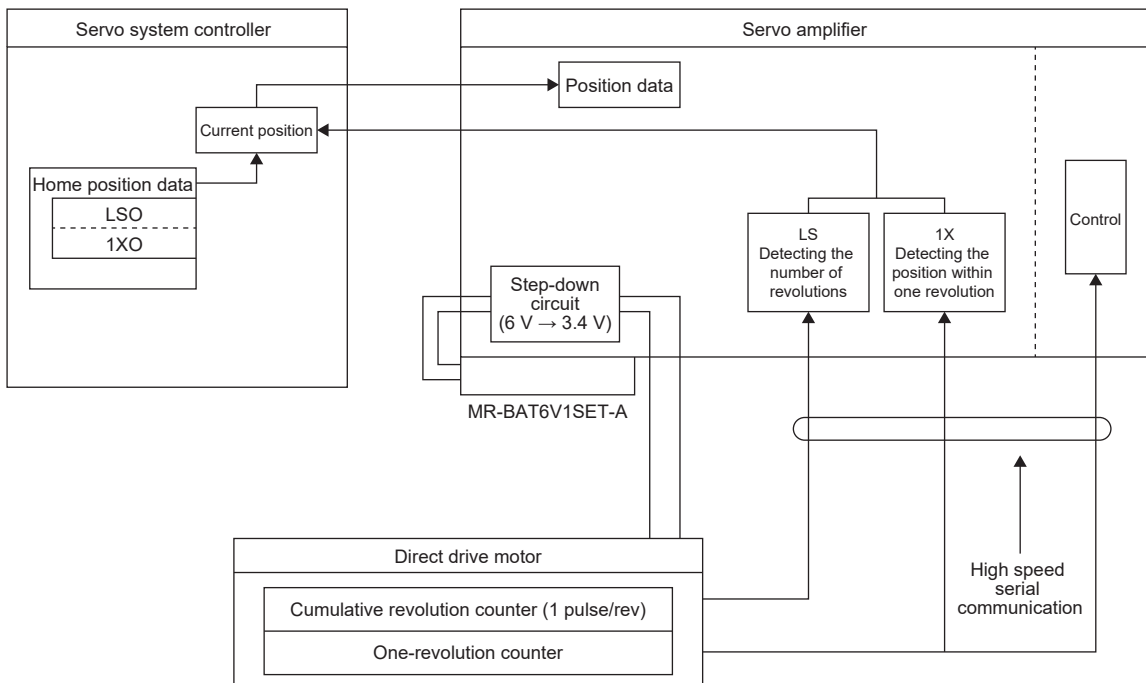 Servo system controller
Servo amplifier
Position data
Current position
Home position data
LSO
1XO
LS
Detecting the
number of
revolutions
1X
Detecting the
position within
one revolution
Control
Step-down
circuit
(6 V → 3.4 V)
MR-BAT6V1SET-A
Direct drive motor
Cumulative revolution counter (1 pulse/rev)
One-revolution counter
High speed
serial
communication